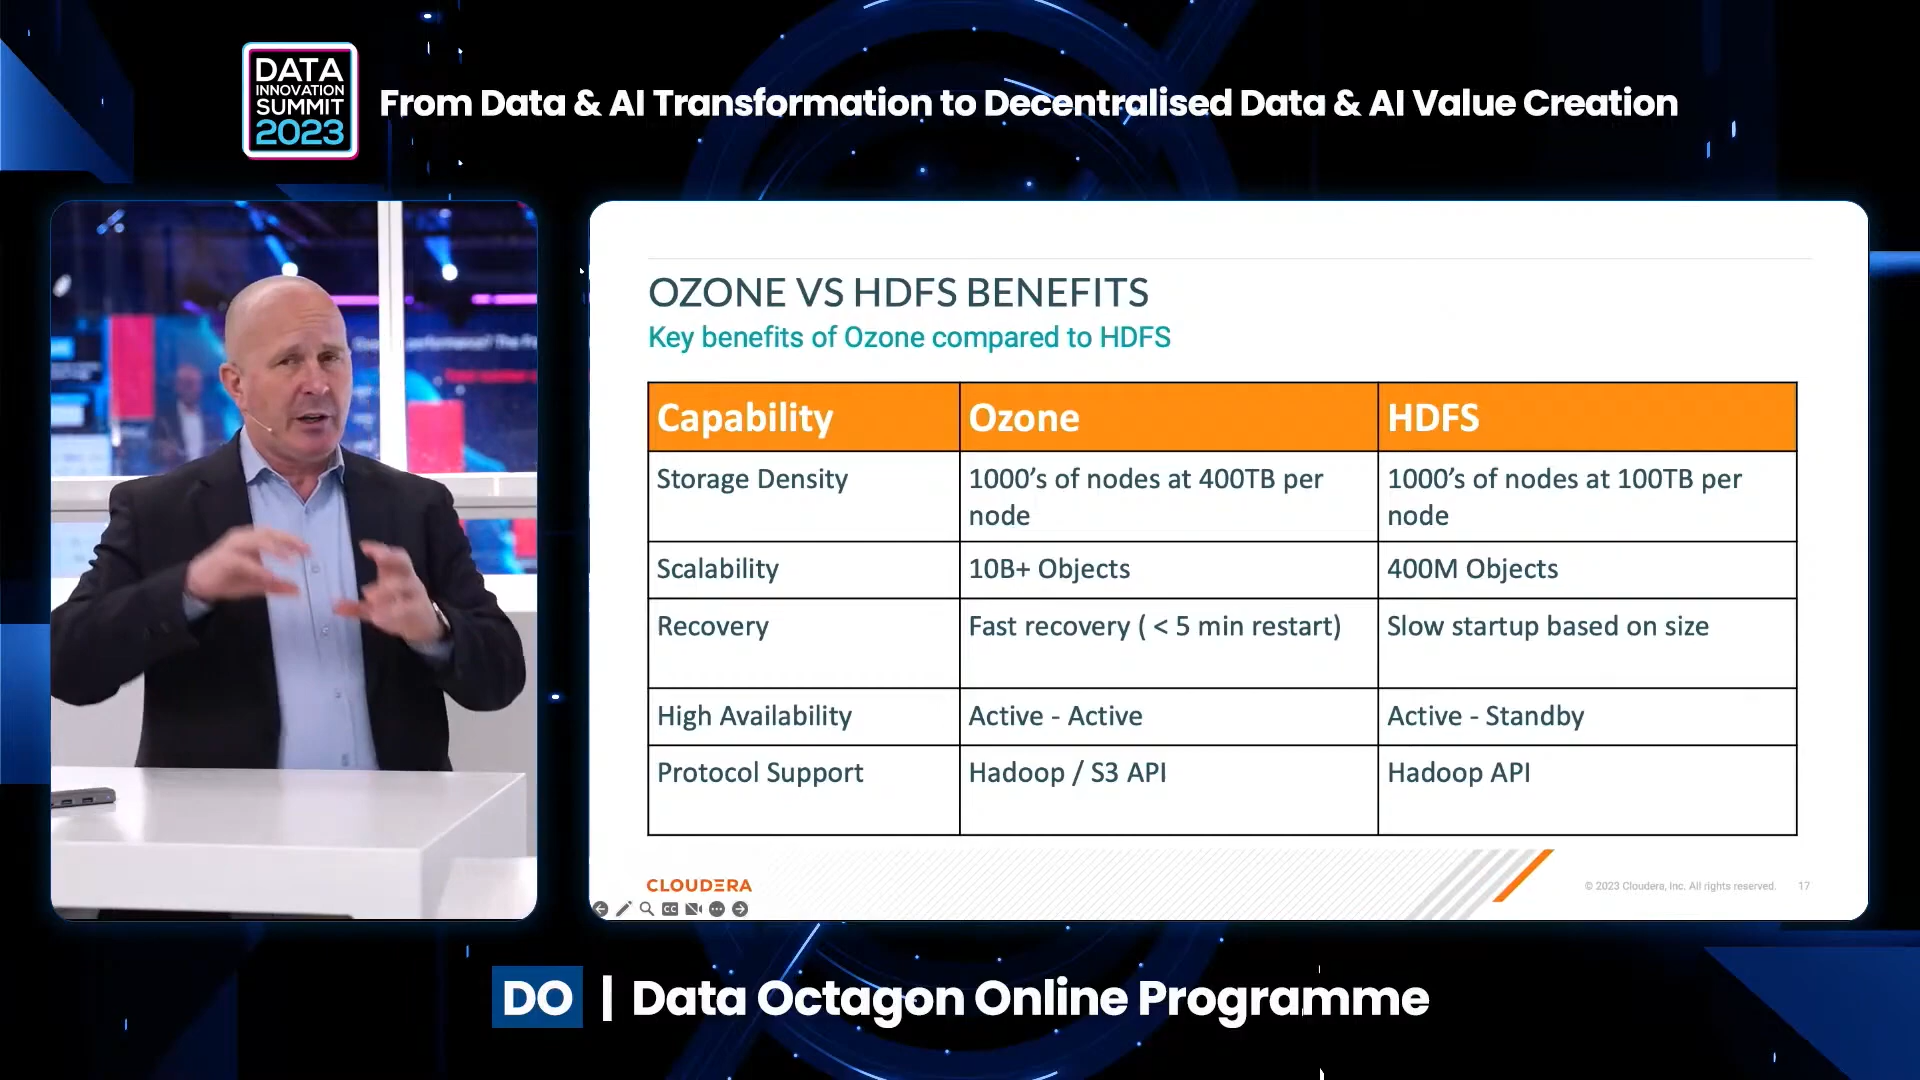 DATA
INNOVATION
SUMMIT
2023
From Data & AI Transformation to Decentralised Data & AI Value Creation
OZONE VS HDFS BENEFITS
Key benefits of Ozone compared to HDFS
Capability
Ozone
HDFS
Storage Density
1000's of nodes at 400TB per
node
1000's of nodes at 100TB per
node
Scalability
10B+ Objects
400M Objects
Recovery
Fast recovery ( < 5 min restart)
Slow startup based on size
High Availability
Active - Active
Active - Standby
Protocol Support
Hadoop / S3 API
Hadoop API
CLOUDERA
© 2023 Cloudera, Inc. All rights reserved.
17
CC
DO | Data Octagon Online Programme